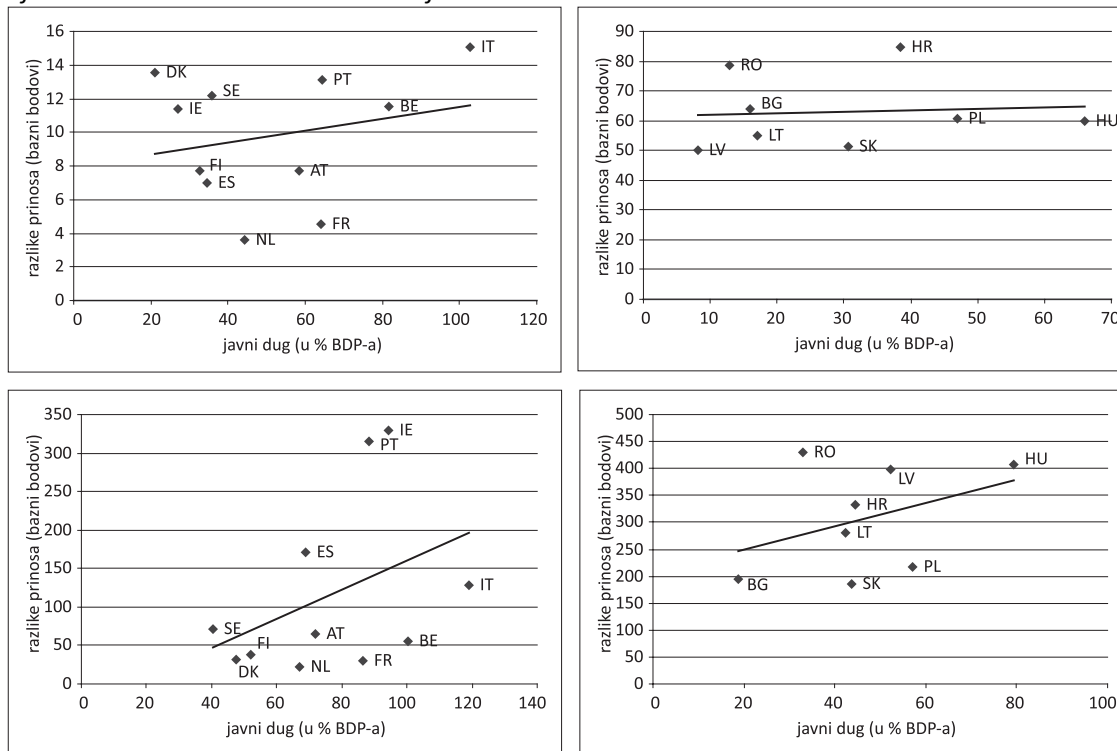 razlike prinosa (bazni bodovi)
16
14
12
10
8
6
4
2
0
IT
DK
PT
SE
IE
BE
FI
AT
ES
FR
NL
0 20 40 60 80 100 120
javni dug (u % BDP-a)
razlike prinosa (bazni bodovi)
90
80
70
60
50
40
30
20
10
0
HR
RO
BG
PL
HU
LT
SK
LV
0 10 20 30 40 50 60 70
javni dug (u % BDP-a)
razlike prinosa (bazni bodovi)
350
300
250
200
150
100
50
0
IE
PT
ES
IT
SE
AT
FI
BE
DK
NL
FR
0 20 40 60 80 100 120 140
javni dug (u % BDP-a)
razlike prinosa (bazni bodovi)
500
450
400
350
300
250
200
150
100
50
0
RO
HU
LV
HR
LT
PL
BG
SK
0 20 40 60 80 100
javni dug (u % BDP-a)